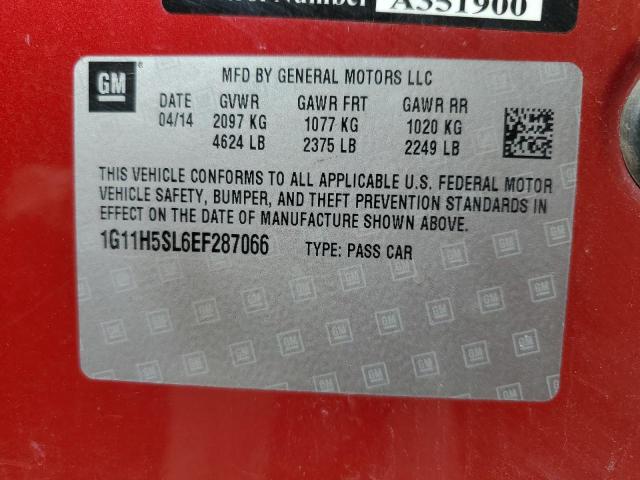 Number ASS1900
GM
MFD BY GENERAL MOTORS LLC
DATE GVWR GAWR FRT GAWR RR
04/14 2097 KG 1077 KG 1020 KG
4624 LB 2375 LB 2249 LB
THIS VEHICLE CONFORMS TO ALL APPLICABLE U.S. FEDERAL MOTOR
VEHICLE SAFETY, BUMPER, AND THEFT PREVENTION STANDARDS IN
EFFECT ON THE DATE OF MANUFACTURE SHOWN ABOVE.
1G11H5SL6EF287066 TYPE: PASS CAR